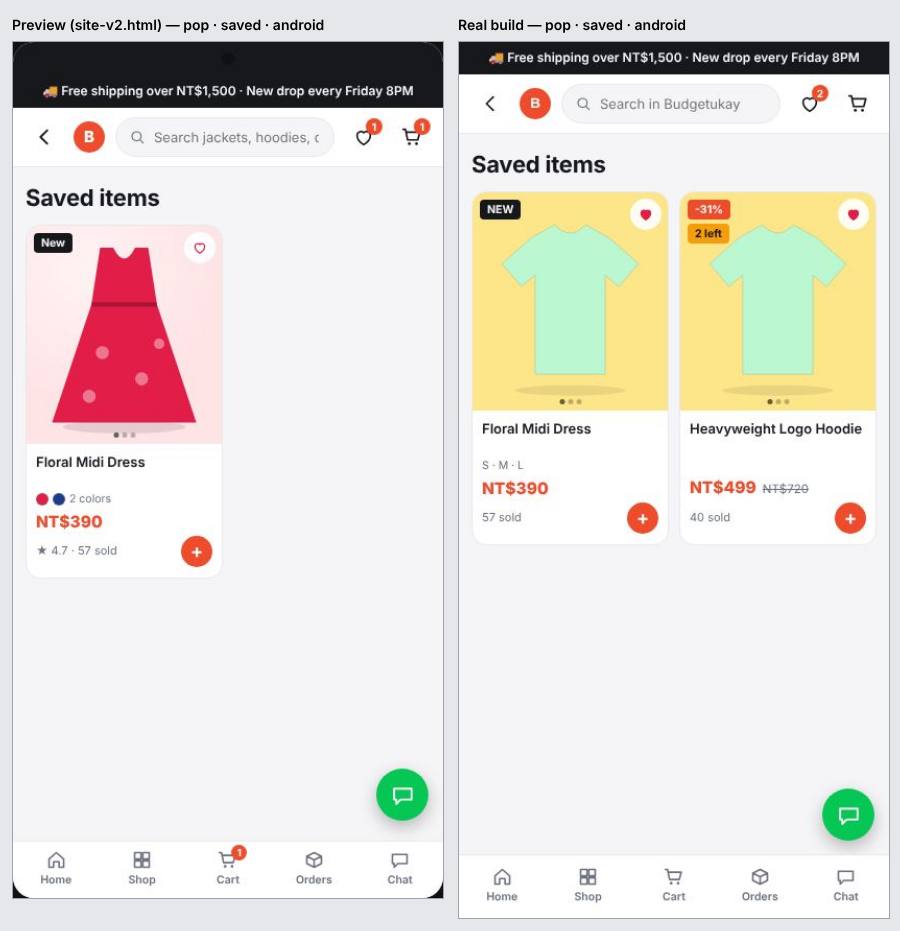 Preview (site-v2.html) — pop · saved · android
🚚 Free shipping over NT$1,500 · New drop every Friday 8PM
B
Search jackets, hoodies, c
1
1
Saved items
New
Floral Midi Dress
2 colors
NT$390
★ 4.7 · 57 sold
+
1
Home Shop Cart Orders Chat
Real build — pop · saved · android
🚚 Free shipping over NT$1,500 · New drop every Friday 8PM
B
Search in Budgetukay
2
Saved items
NEW
Floral Midi Dress
S · M · L
NT$390
57 sold
+
-31%
2 left
Heavyweight Logo Hoodie
NT$499 NT$720
40 sold
+
Home Shop Cart Orders Chat